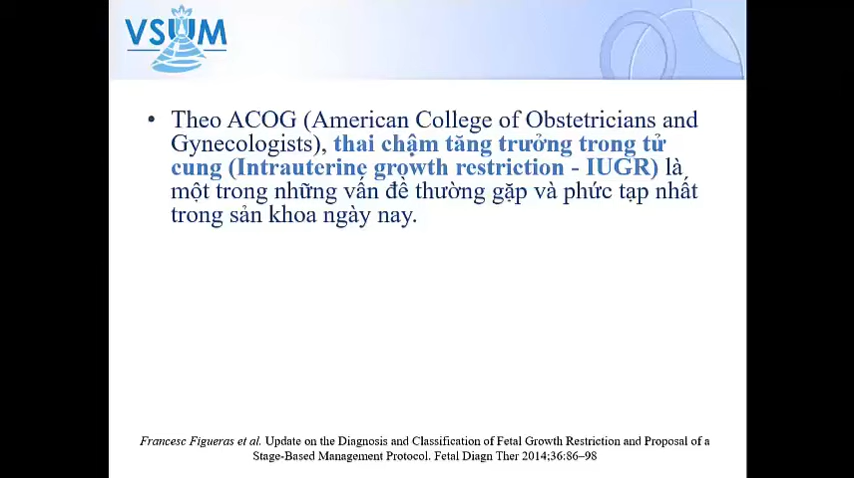 VSUM
• Theo ACOG (American College of Obstetricians and
Gynecologists), thai chậm tăng trưởng trong tử
cung (Intrauterine growth restriction - IUGR) là
một trong những vấn đề thường gặp và phức tạp nhất
trong sản khoa ngày nay.
Francesc Figueras et al. Update on the Diagnosis and Classification of Fetal Growth Restriction and Proposal of a
Stage-Based Management Protocol. Fetal Diagn Ther 2014;36:86–98